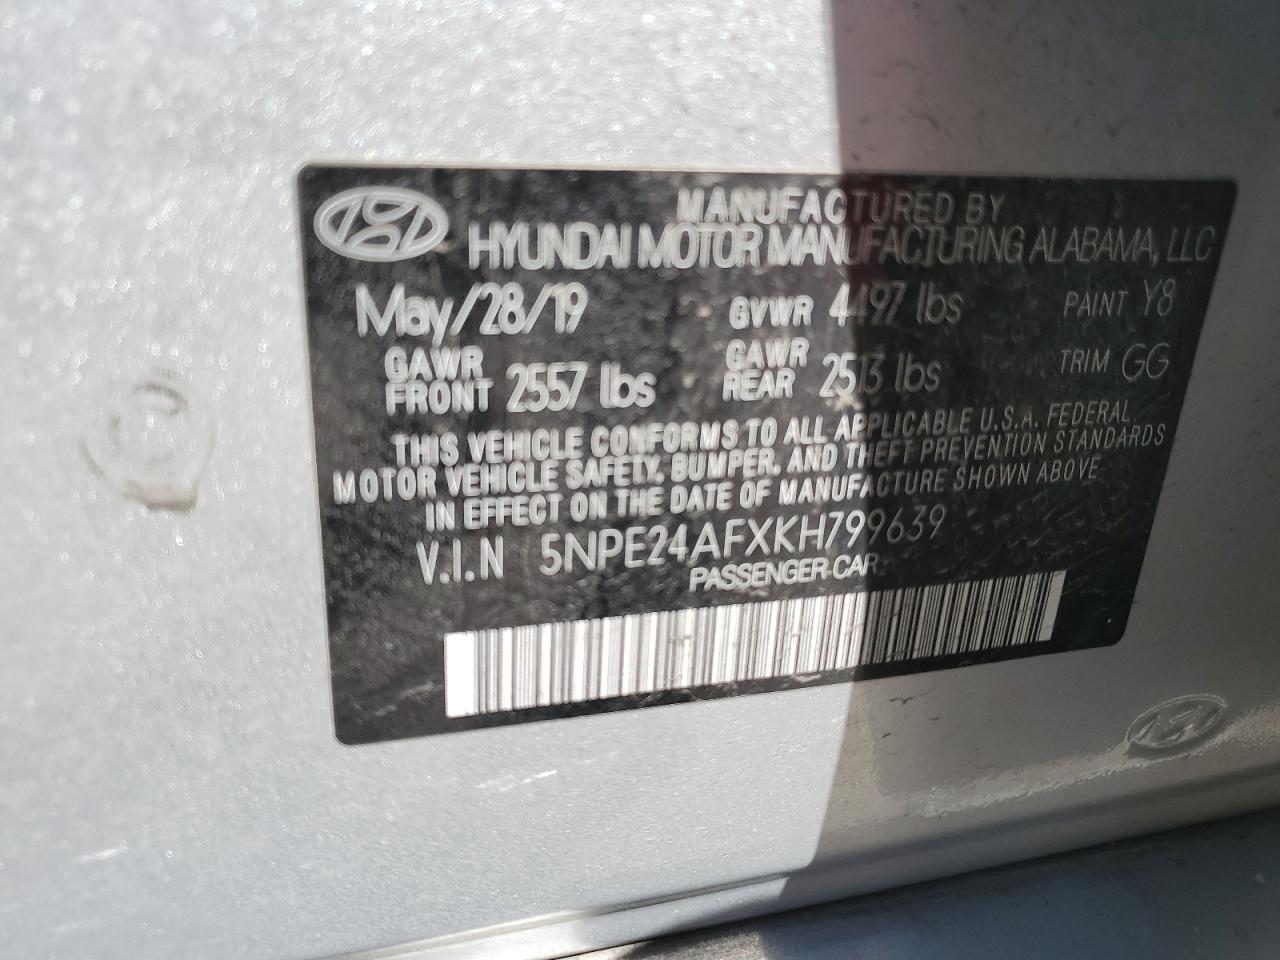 MANUFACTURED BY
HYUNDAI MOTOR MANUFACTURING ALABAMA, LLC
May/28/19 GVWR 4497 lbs PAINT Y8
GAWR FRONT 2557 lbs GAWR REAR 2513 lbs TRIM GG
THIS VEHICLE CONFORMS TO ALL APPLICABLE U.S.A. FEDERAL
MOTOR VEHICLE SAFETY, BUMPER, AND THEFT PREVENTION STANDARDS
IN EFFECT ON THE DATE OF MANUFACTURE SHOWN ABOVE
V.I.N 5NPE24AFXKH799639
PASSENGER CAR